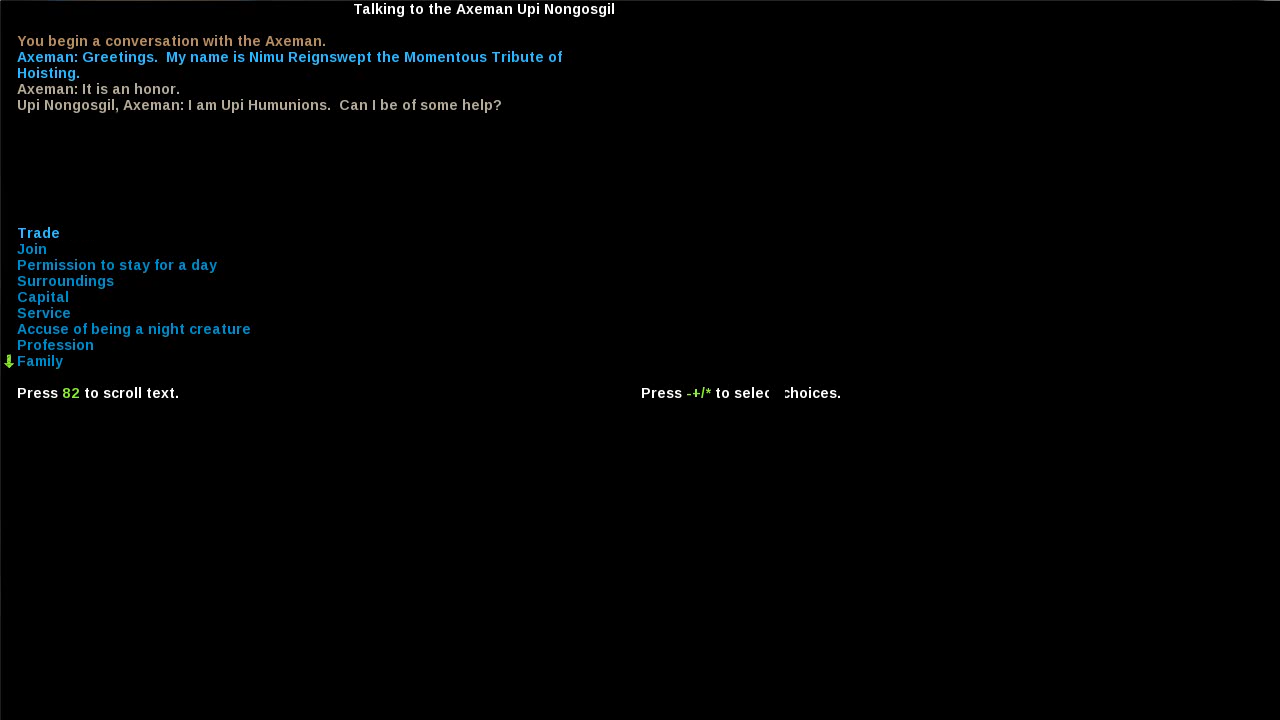 Talking to the Axeman Upi Nongosgil
You begin a conversation with the Axeman.
Axeman: Greetings.  My name is Nimu Reignswept the Momentous Tribute of
Hoisting.
Axeman: It is an honor.
Upi Nongosgil, Axeman: I am Upi Humunions.  Can I be of some help?
Trade
Join
Permission to stay for a day
Surroundings
Capital
Service
Accuse of being a night creature
Profession
Family
Press 82 to scroll text.
Press -+/* to selec choices.